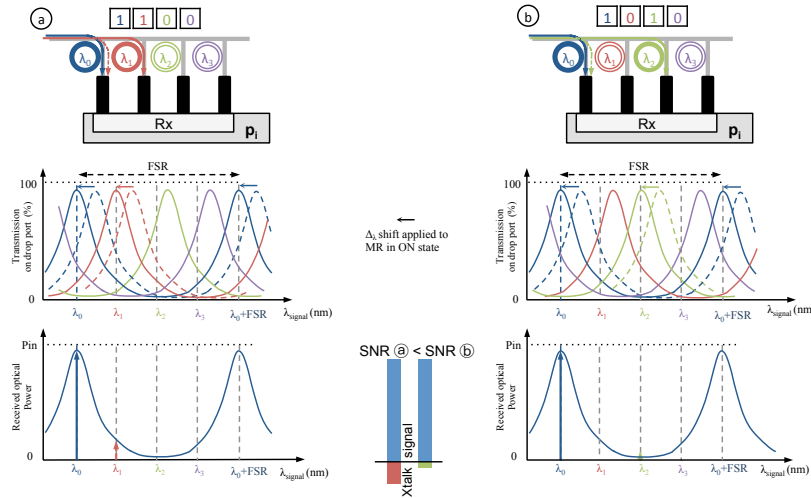 a
1 1 0 0
λ0 λ1 λ2 λ3
Rx
pi
FSR
Transmission
on drop port (%)
100
0
λ0 λ1 λ2 λ3 λ0+FSR λsignal (nm)
Received optical
Power
Pin
0
λ0 λ1 λ2 λ3 λ0+FSR λsignal (nm)
Δλ shift applied to
MR in ON state
SNR a < SNR b
signal
Xtalk
b
1 0 1 0
λ0 λ1 λ2 λ3
Rx
pi
FSR
Transmission
on drop port (%)
100
0
λ0 λ1 λ2 λ3 λ0+FSR λsignal (nm)
Received optical
Power
Pin
0
λ0 λ1 λ2 λ3 λ0+FSR λsignal (nm)